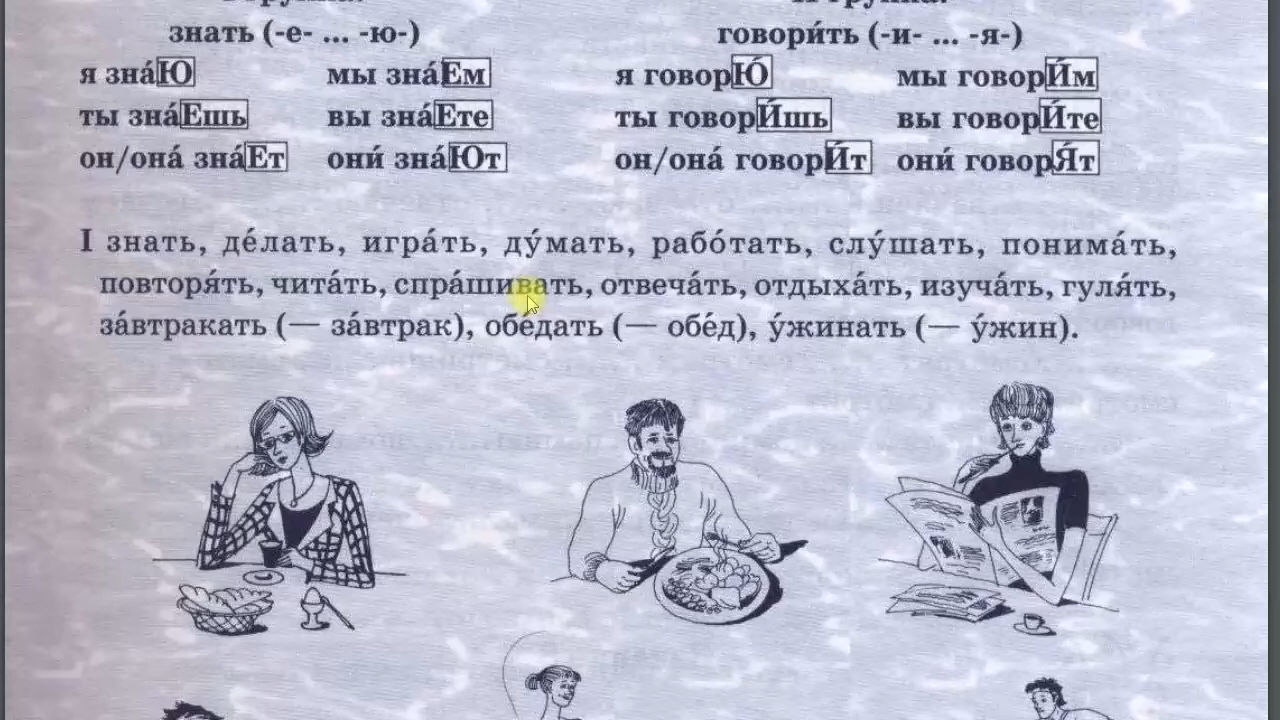 знать (-е- ... -ю-)
говори́ть (-и- ... -я-)
я зна́Ю мы зна́Ем
ты зна́Ешь вы зна́Ете
он/она́ зна́Ет они́ зна́Ют
я говорЮ́ мы говорИ́м
ты говорИ́шь вы говорИ́те
он/она́ говорИ́т они́ говорЯ́т
I знать, де́лать, игра́ть, ду́мать, рабо́тать, слу́шать, понима́ть,
повторя́ть, чита́ть, спра́шивать, отвеча́ть, отдыха́ть, изуча́ть, гуля́ть,
за́втракать (— за́втрак), обе́дать (— обе́д), у́жинать (— у́жин).